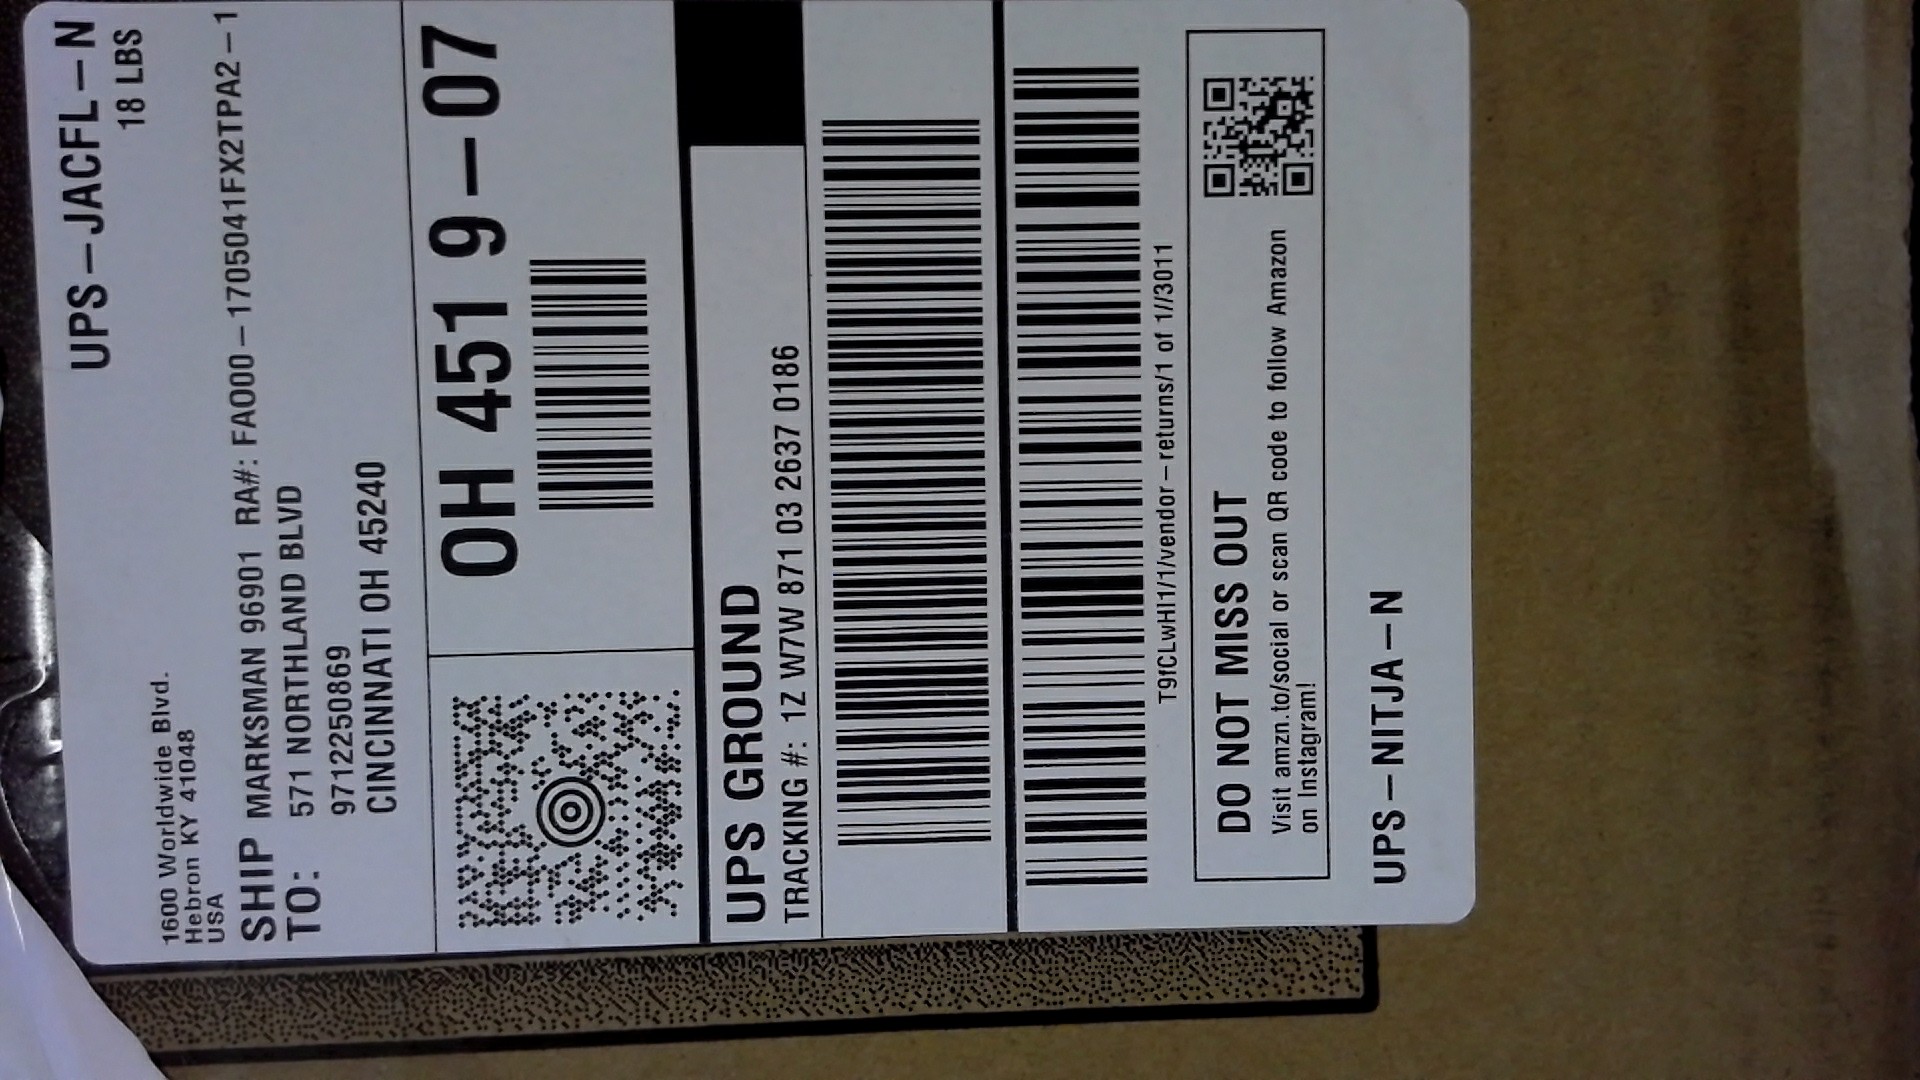 UPS-JACFL-N
18 LBS
1600 Worldwide Blvd.
Hebron KY 41048
USA
SHIP TO:
MARKSMAN 96901 RA#: FA000-1705041FX2TPA2-1
571 NORTHLAND BLVD
9712250869
CINCINNATI OH 45240
OH 451 9-07
UPS GROUND
TRACKING #: 1Z W7W 871 03 2637 0186
T9fCLwHI1/1/vendor-returns/1 of 1//3011
DO NOT MISS OUT
Visit amzn.to/social or scan QR code to follow Amazon
on Instagram!
UPS-NITJA-N